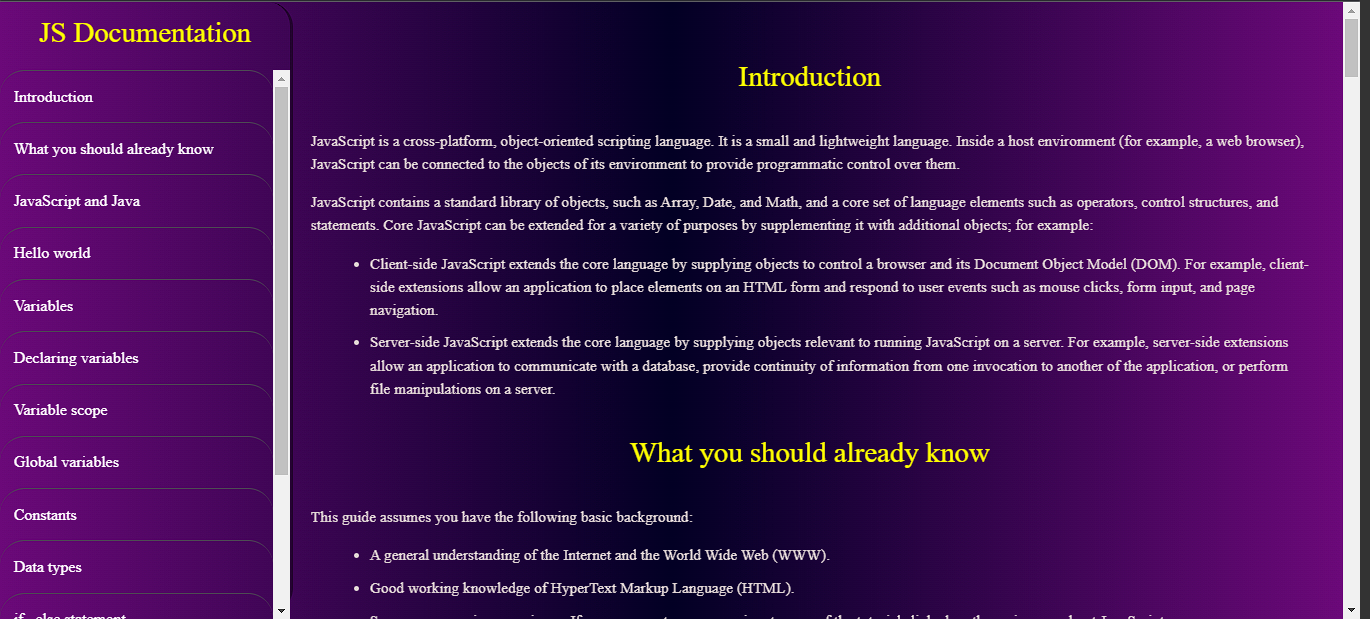 JS Documentation
Introduction
What you should already know
JavaScript and Java
Hello world
Variables
Declaring variables
Variable scope
Global variables
Constants
Data types
if...else statement
Introduction
JavaScript is a cross-platform, object-oriented scripting language. It is a small and lightweight language. Inside a host environment (for example, a web browser),
JavaScript can be connected to the objects of its environment to provide programmatic control over them.
JavaScript contains a standard library of objects, such as Array, Date, and Math, and a core set of language elements such as operators, control structures, and
statements. Core JavaScript can be extended for a variety of purposes by supplementing it with additional objects; for example:
• Client-side JavaScript extends the core language by supplying objects to control a browser and its Document Object Model (DOM). For example, client-
side extensions allow an application to place elements on an HTML form and respond to user events such as mouse clicks, form input, and page
navigation.
• Server-side JavaScript extends the core language by supplying objects relevant to running JavaScript on a server. For example, server-side extensions
allow an application to communicate with a database, provide continuity of information from one invocation to another of the application, or perform
file manipulations on a server.
What you should already know
This guide assumes you have the following basic background:
• A general understanding of the Internet and the World Wide Web (WWW).
• Good working knowledge of HyperText Markup Language (HTML).